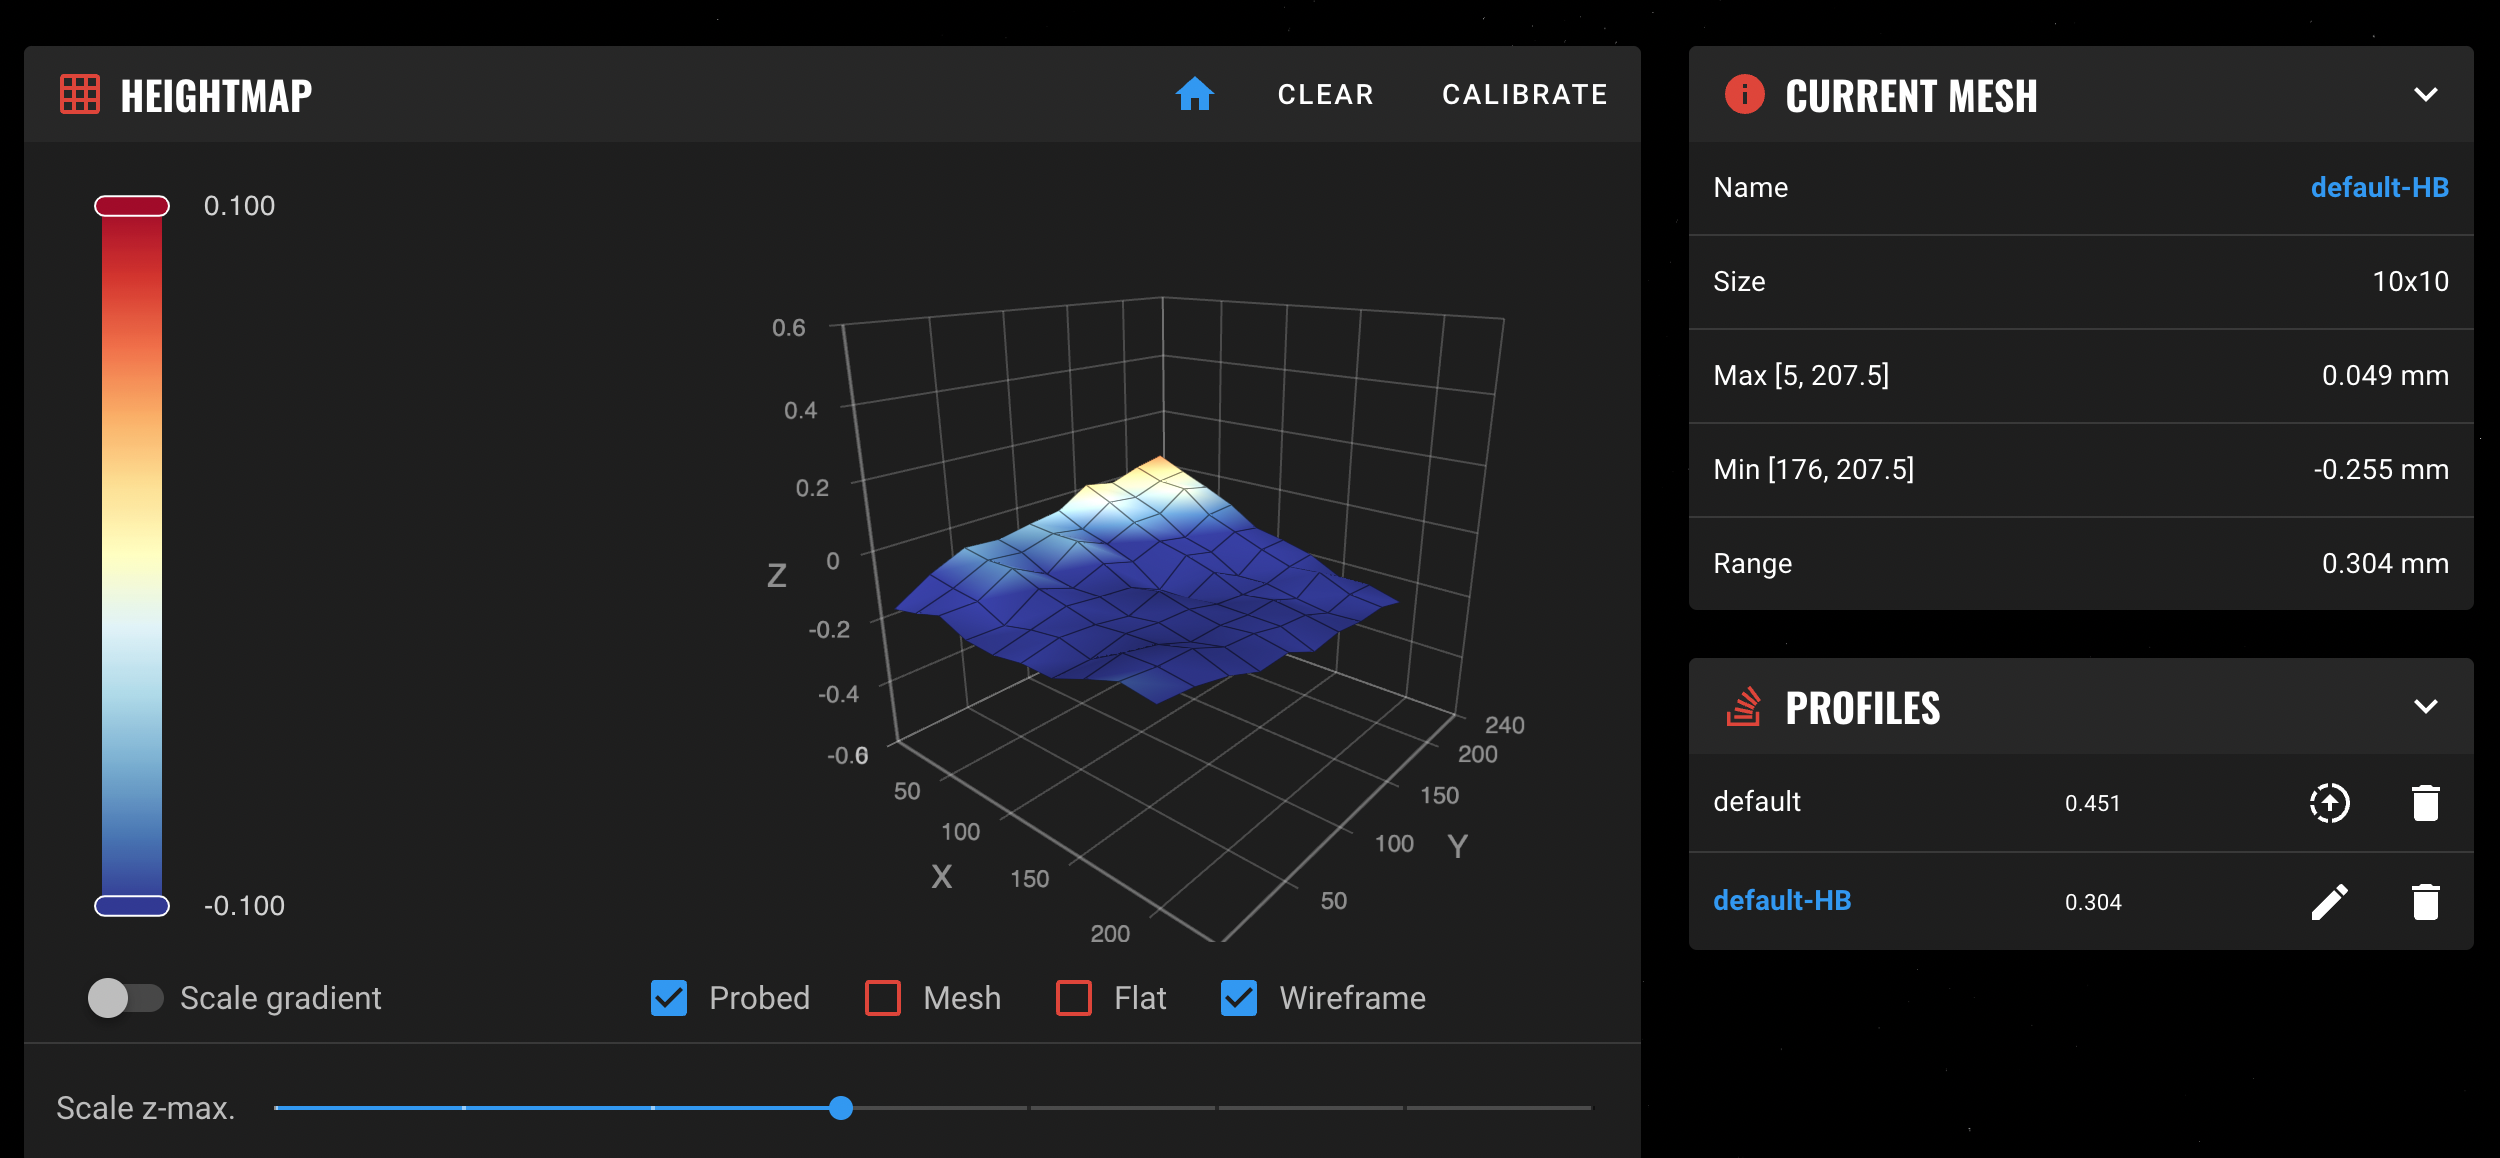 HEIGHTMAP
CLEAR
CALIBRATE
0.100
-0.100
0.6
0.4
0.2
0
-0.2
-0.4
-0.6
Z
50
100
150
200
X
240
200
150
100
50
Y
Scale gradient
Probed
Mesh
Flat
Wireframe
Scale z-max.
CURRENT MESH
Name default-HB
Size 10x10
Max [5, 207.5] 0.049 mm
Min [176, 207.5] -0.255 mm
Range 0.304 mm
PROFILES
default 0.451
default-HB 0.304